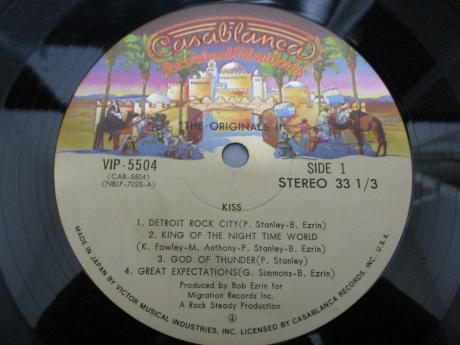 Casablanca
Record and FilmWorks
"THE ORIGINALS II"
VIP-5504
(CAB-5504)
(NBLP-7025-A)
SIDE 1
STEREO 33 1/3
KISS
1. DETROIT ROCK CITY(P. Stanley-B. Ezrin)
2. KING OF THE NIGHT TIME WORLD
(K. Fowley-M. Anthony-P. Stanley-B. Ezrin)
3. GOD OF THUNDER(P. Stanley)
4. GREAT EXPECTATIONS(G. Simmons-B. Ezrin)
Produced by Bob Ezrin for
Migration Records Inc.
A Rock Steady Production
④
MADE IN JAPAN BY VICTOR MUSICAL INDUSTRIES, INC. LICENSED BY CASABLANCA RECORDS, INC., U.S.A.